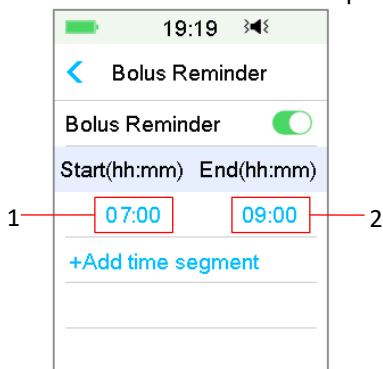 19:19
Bolus Reminder
Bolus Reminder
Start(hh:mm) End(hh:mm)
1 07:00 09:00 2
+Add time segment